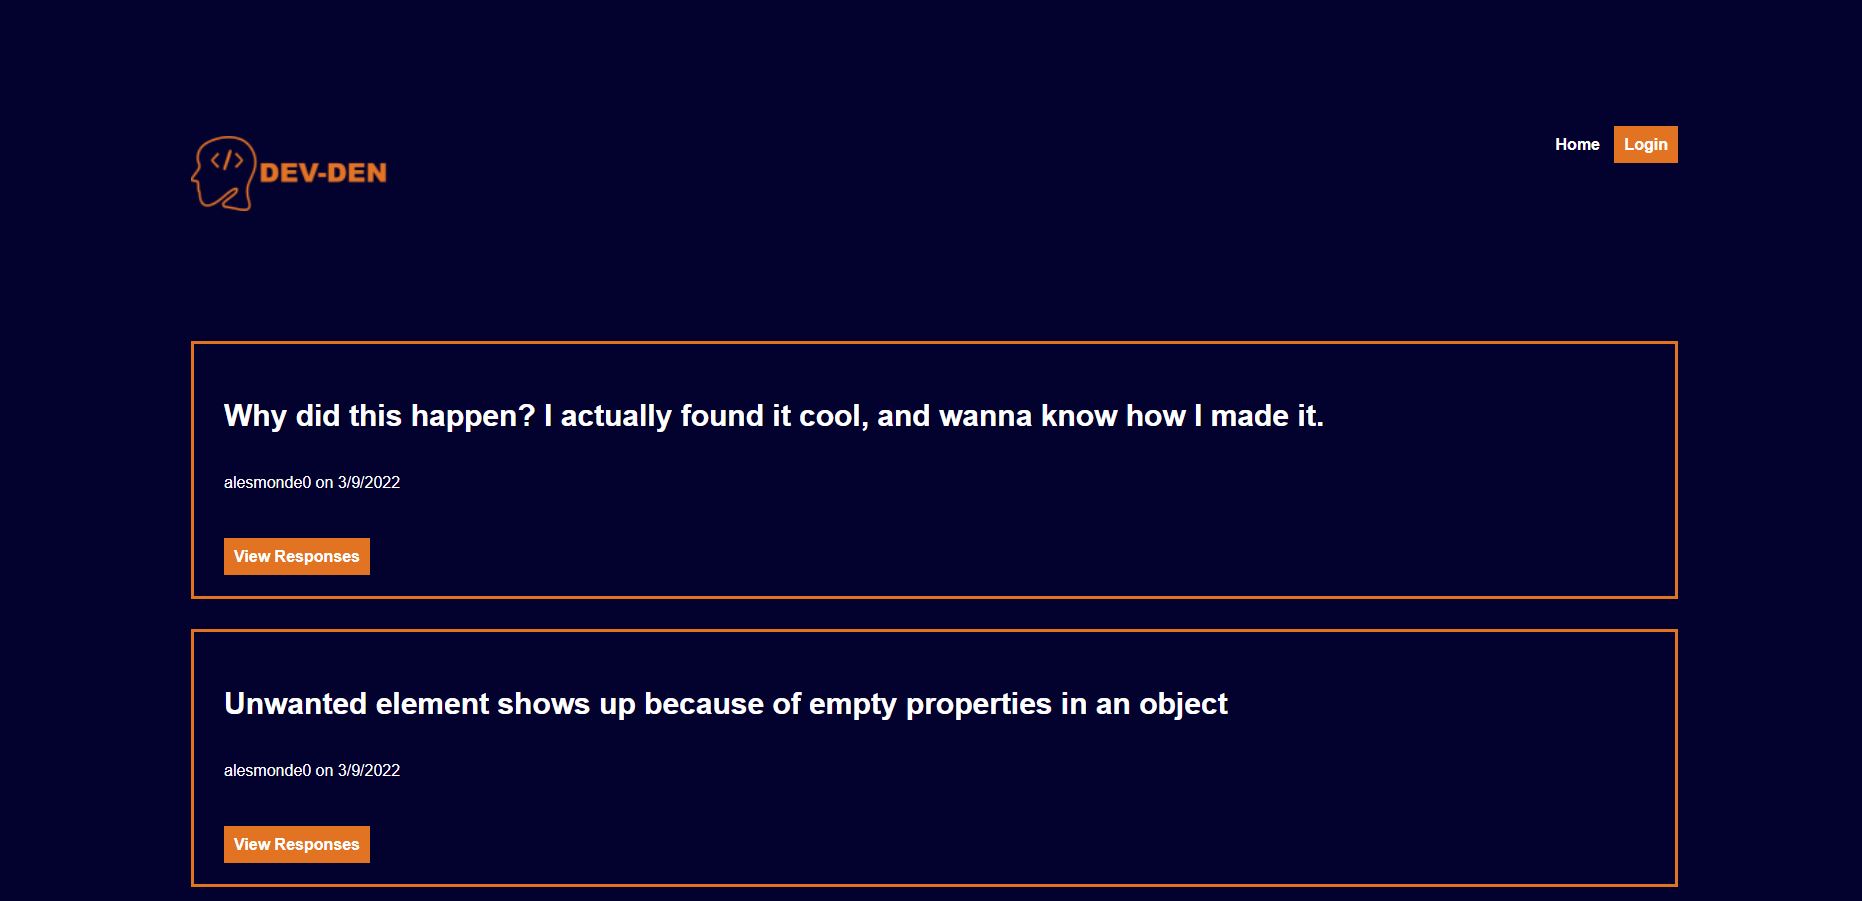 </>
DEV-DEN
Home
Login
Why did this happen? I actually found it cool, and wanna know how I made it.
alesmonde0 on 3/9/2022
View Responses
Unwanted element shows up because of empty properties in an object
alesmonde0 on 3/9/2022
View Responses